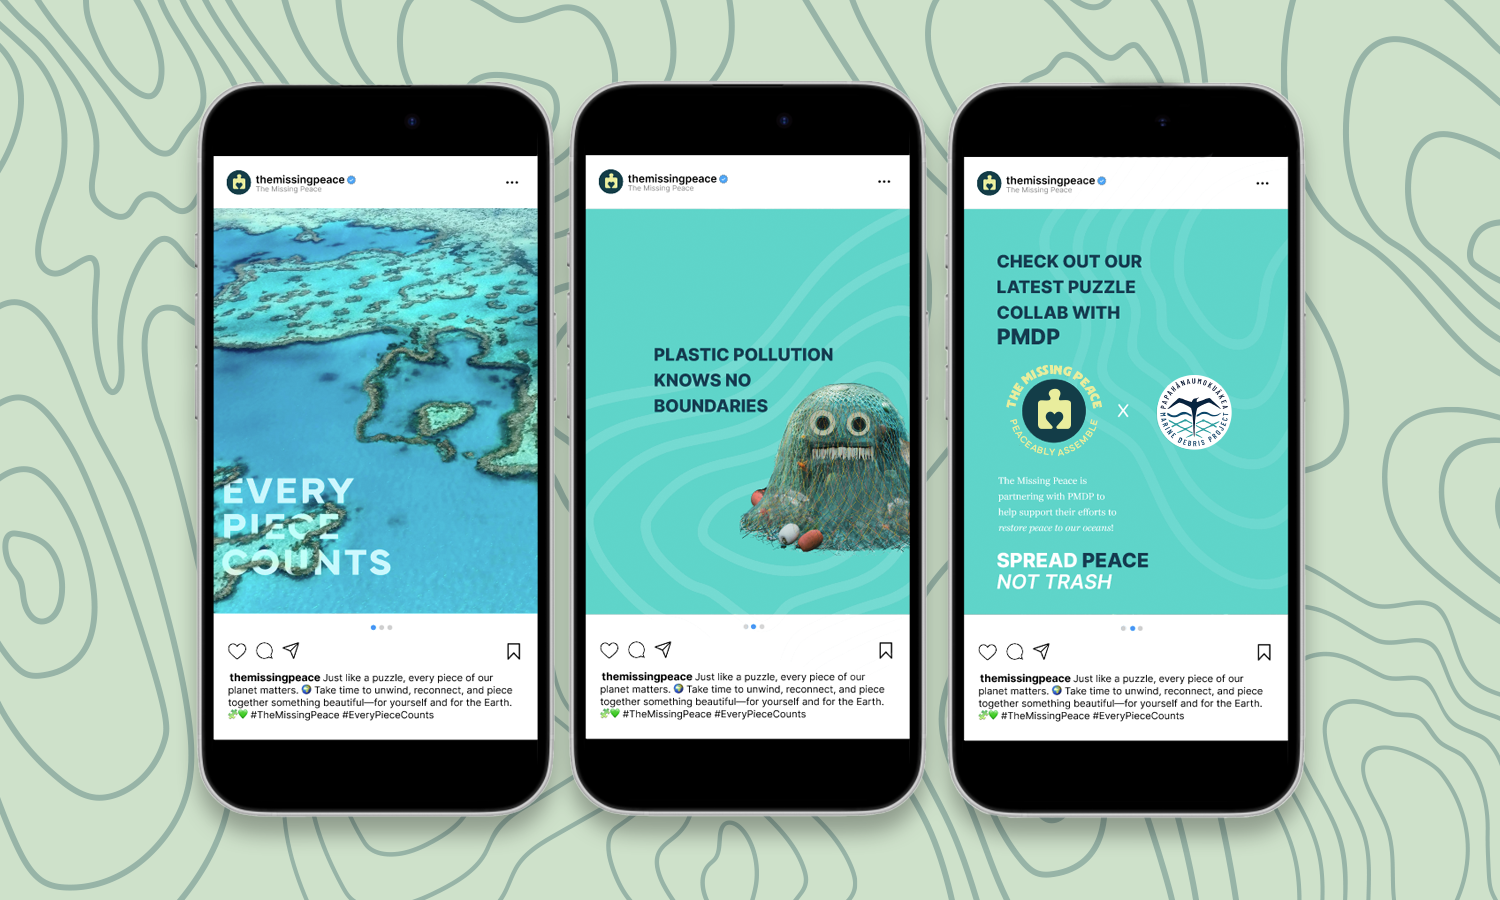 themissingpeace
The Missing Peace
EVERY
PIECE
COUNTS
themissingpeace Just like a puzzle, every piece of our
planet matters. 🌍 Take time to unwind, reconnect, and piece
together something beautiful—for yourself and for the Earth.
🌿💚 #TheMissingPeace #EveryPieceCounts
themissingpeace
The Missing Peace
PLASTIC POLLUTION
KNOWS NO
BOUNDARIES
themissingpeace Just like a puzzle, every piece of our
planet matters. 🌍 Take time to unwind, reconnect, and piece
together something beautiful—for yourself and for the Earth.
🌿💚 #TheMissingPeace #EveryPieceCounts
themissingpeace
The Missing Peace
CHECK OUT OUR
LATEST PUZZLE
COLLAB WITH
PMDP
THE MISSING PEACE
PEACEABLY ASSEMBLE
X
PAPAHĀNAUMOKUĀKEA
MARINE DEBRIS PROJECT
The Missing Peace is
partnering with PMDP to
help support their efforts to
restore peace to our oceans!
SPREAD PEACE
NOT TRASH
themissingpeace Just like a puzzle, every piece of our
planet matters. 🌍 Take time to unwind, reconnect, and piece
together something beautiful—for yourself and for the Earth.
🌿💚 #TheMissingPeace #EveryPieceCounts